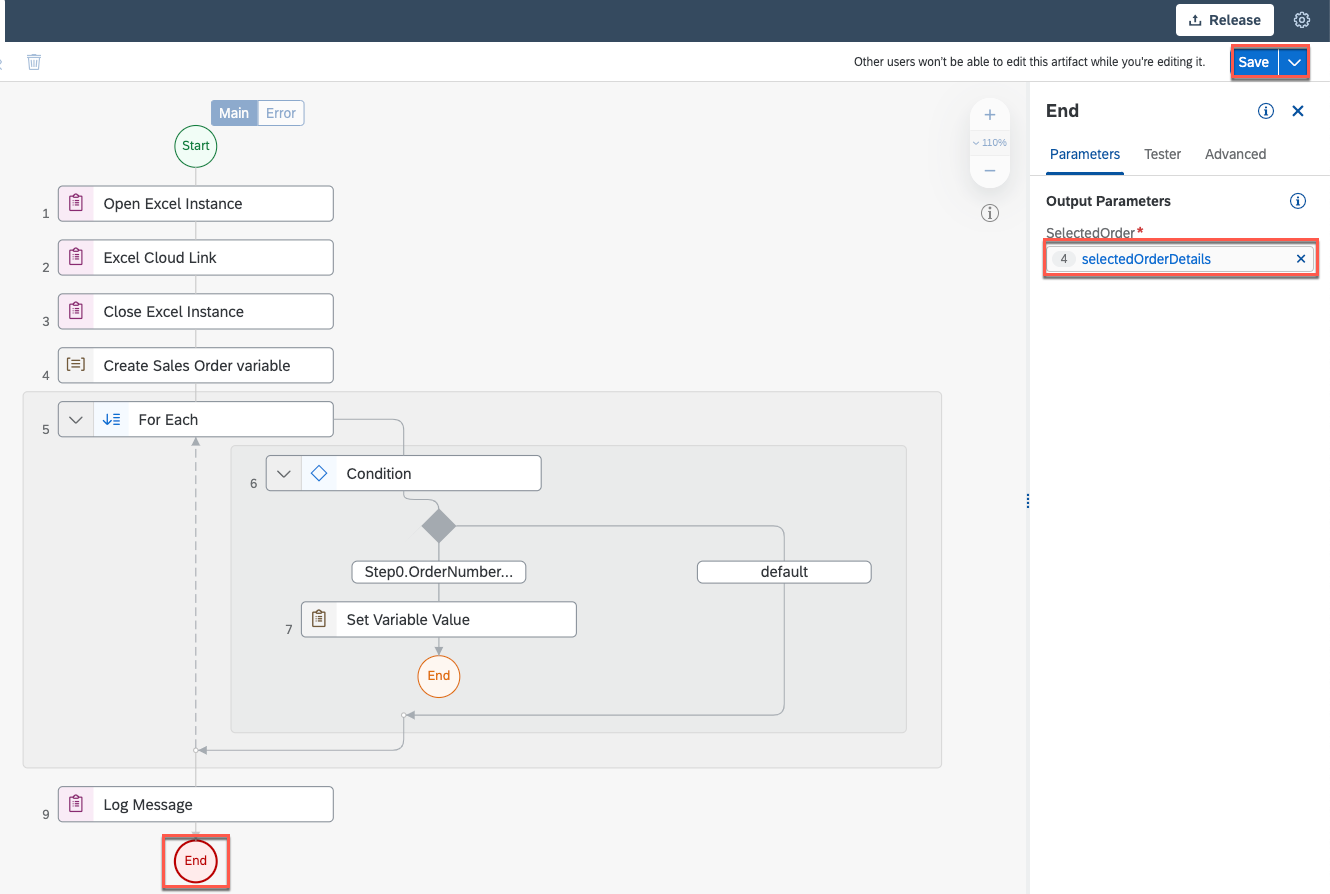 Release
Other users won't be able to edit this artifact while you're editing it.
Save
Main
Error
Start
1
Open Excel Instance
2
Excel Cloud Link
3
Close Excel Instance
4
Create Sales Order variable
5
For Each
6
Condition
Step0.OrderNumber...
default
7
Set Variable Value
End
9
Log Message
End
110%
End
Parameters
Tester
Advanced
Output Parameters
SelectedOrder*
4 selectedOrderDetails